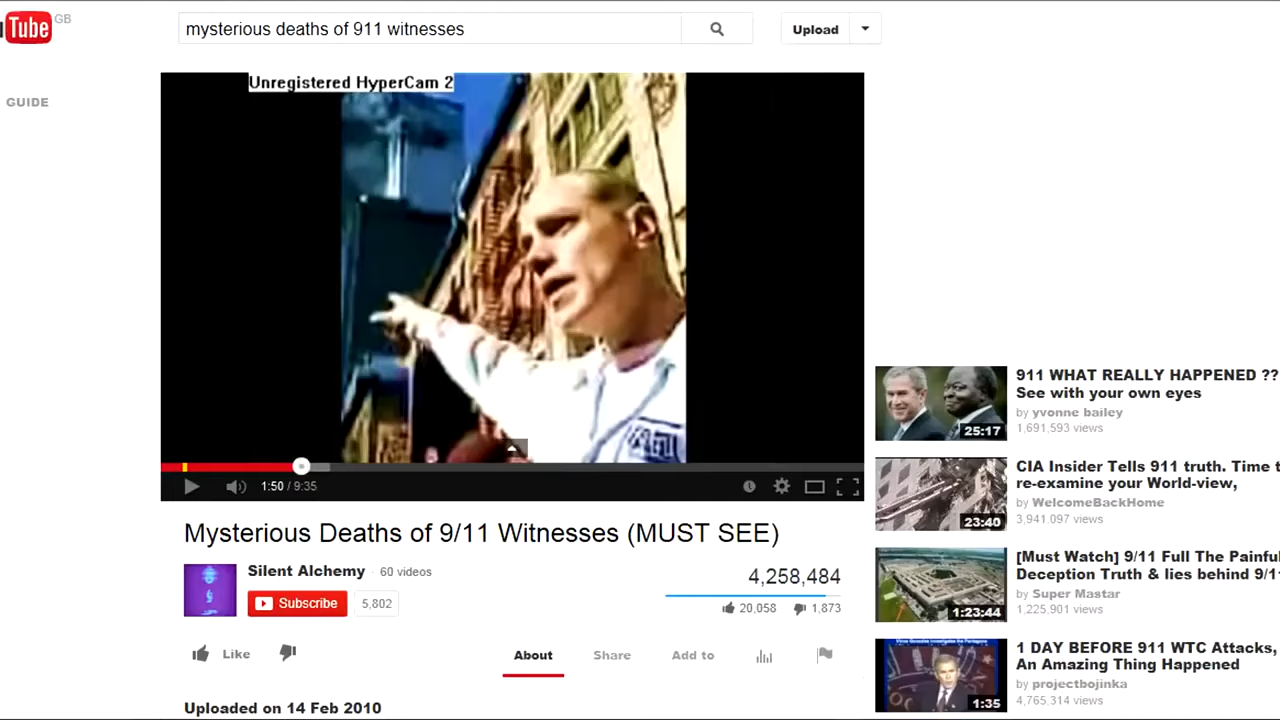 Tube GB
mysterious deaths of 911 witnesses
Upload
GUIDE
Unregistered HyperCam 2
1:50 / 9:35
Mysterious Deaths of 9/11 Witnesses (MUST SEE)
Silent Alchemy · 60 videos
Subscribe 5,802
4,258,484
20,058 1,873
Like
About Share Add to
Uploaded on 14 Feb 2010
25:17
911 WHAT REALLY HAPPENED ??
See with your own eyes
by yvonne bailey
1,691,593 views
23:40
CIA Insider Tells 911 truth. Time t
re-examine your World-view,
by WelcomeBackHome
3,941,097 views
1:23:44
[Must Watch] 9/11 Full The Painful
Deception Truth & lies behind 9/1
by Super Mastar
1,225,901 views
1:35
1 DAY BEFORE 911 WTC Attacks,
An Amazing Thing Happened
by projectbojinka
4,765,314 views